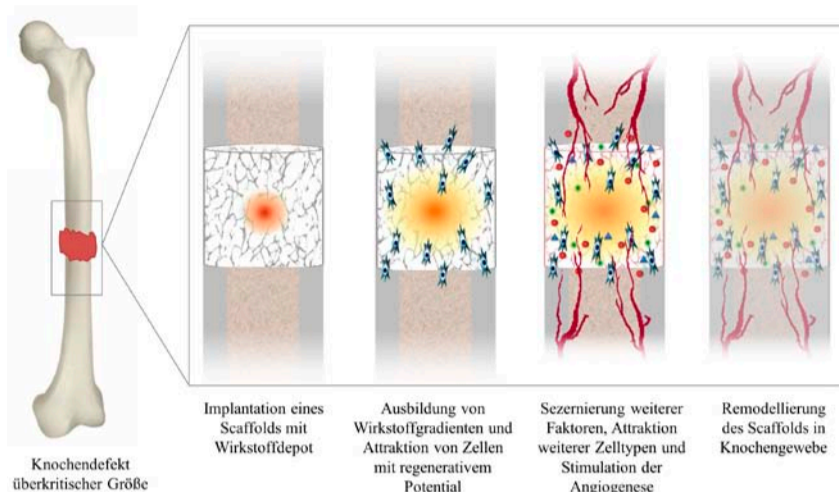 Knochendefekt
überkritischer Größe
Implantation eines
Scaffolds mit
Wirkstoffdepot
Ausbildung von
Wirkstoffgradienten und
Attraktion von Zellen
mit regenerativem
Potential
Sezernierung weiterer
Faktoren, Attraktion
weiterer Zelltypen und
Stimulation der
Angiogenese
Remodellierung
des Scaffolds in
Knochengewebe